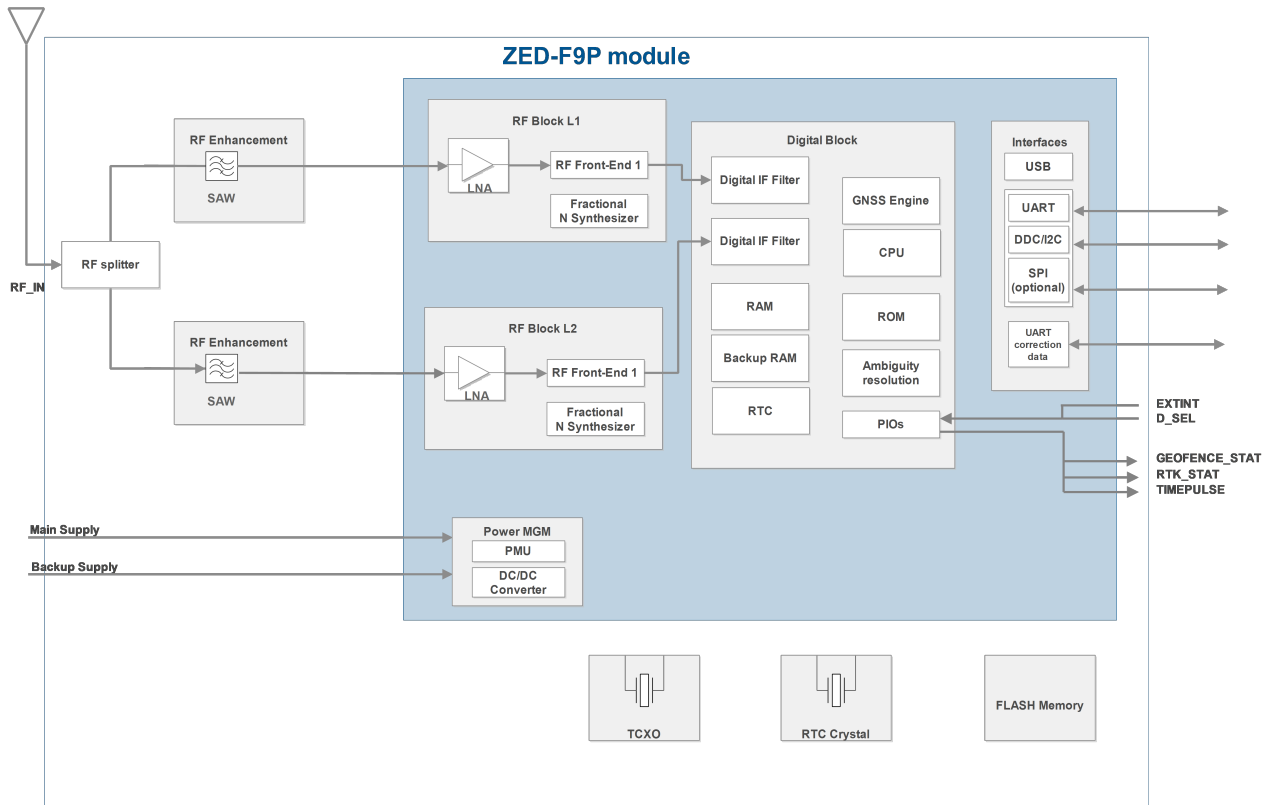 ZED-F9P module
RF_IN
RF splitter
RF Enhancement
SAW
RF Enhancement
SAW
RF Block L1
LNA
RF Front-End 1
Fractional
N Synthesizer
RF Block L2
LNA
RF Front-End 1
Fractional
N Synthesizer
Digital Block
Digital IF Filter
Digital IF Filter
RAM
Backup RAM
RTC
GNSS Engine
CPU
ROM
Ambiguity
resolution
PIOs
Interfaces
USB
UART
DDC/I2C
SPI
(optional)
UART
correction
data
EXTINT
D_SEL
GEOFENCE_STAT
RTK_STAT
TIMEPULSE
Main Supply
Backup Supply
Power MGM
PMU
DC/DC
Converter
TCXO
RTC Crystal
FLASH Memory